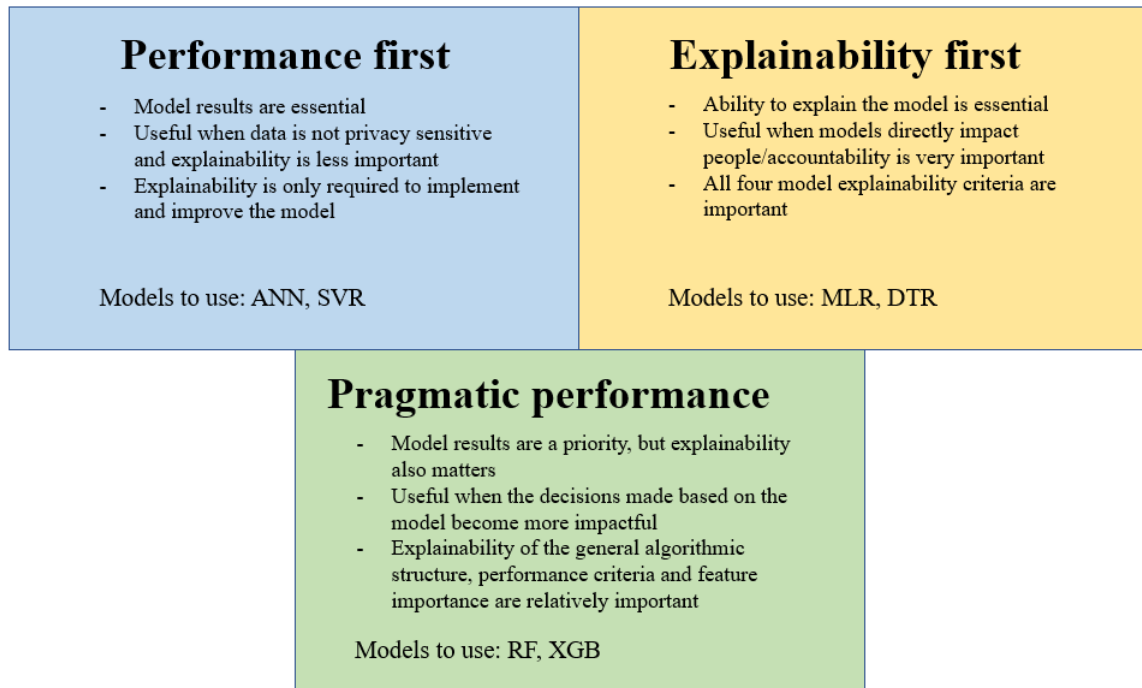 Performance first
- Model results are essential
- Useful when data is not privacy sensitive
and explainability is less important
- Explainability is only required to implement
and improve the model
Models to use: ANN, SVR
Explainability first
- Ability to explain the model is essential
- Useful when models directly impact
people/accountability is very important
- All four model explainability criteria are
important
Models to use: MLR, DTR
Pragmatic performance
- Model results are a priority, but explainability
also matters
- Useful when the decisions made based on the
model become more impactful
- Explainability of the general algorithmic
structure, performance criteria and feature
importance are relatively important
Models to use: RF, XGB